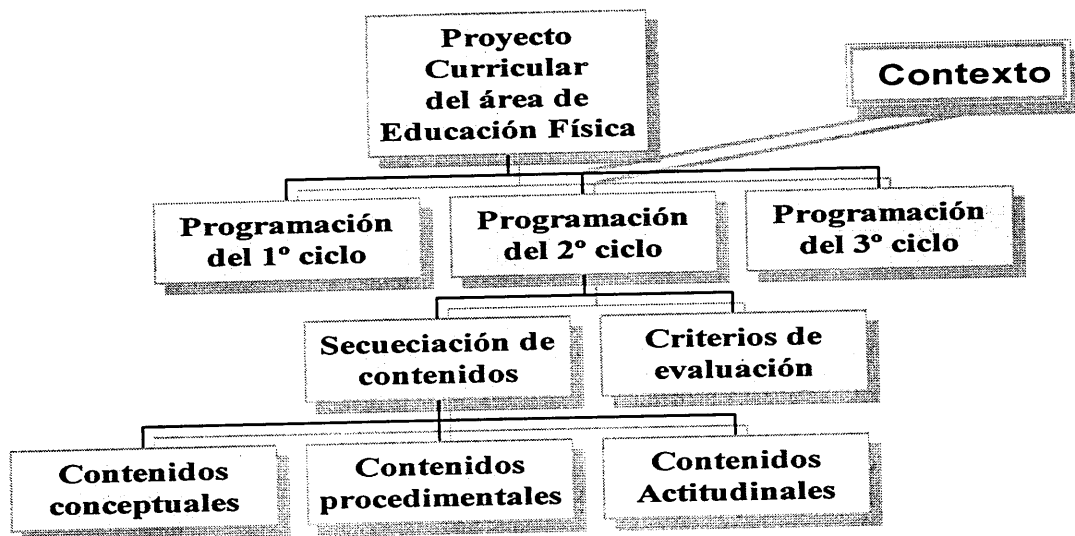 Proyecto
Curricular
del área de
Educación Física
Contexto
Programación
del 1º ciclo
Programación
del 2º ciclo
Programación
del 3º ciclo
Secueciación de
contenidos
Criterios de
evaluación
Contenidos
conceptuales
Contenidos
procedimentales
Contenidos
Actitudinales